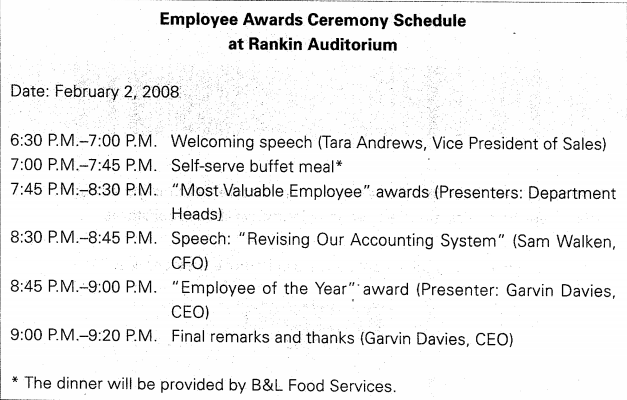 Employee Awards Ceremony Schedule
at Rankin Auditorium
Date: February 2, 2008
6:30 P.M.–7:00 P.M. Welcoming speech (Tara Andrews, Vice President of Sales)
7:00 P.M.–7:45 P.M. Self-serve buffet meal*
7:45 P.M.–8:30 P.M. “Most Valuable Employee” awards (Presenters: Department
Heads)
8:30 P.M.–8:45 P.M. Speech: “Revising Our Accounting System” (Sam Walken,
CFO)
8:45 P.M.–9:00 P.M. “Employee of the Year” award (Presenter: Garvin Davies,
CEO)
9:00 P.M.–9:20 P.M. Final remarks and thanks (Garvin Davies, CEO)
* The dinner will be provided by B&L Food Services.